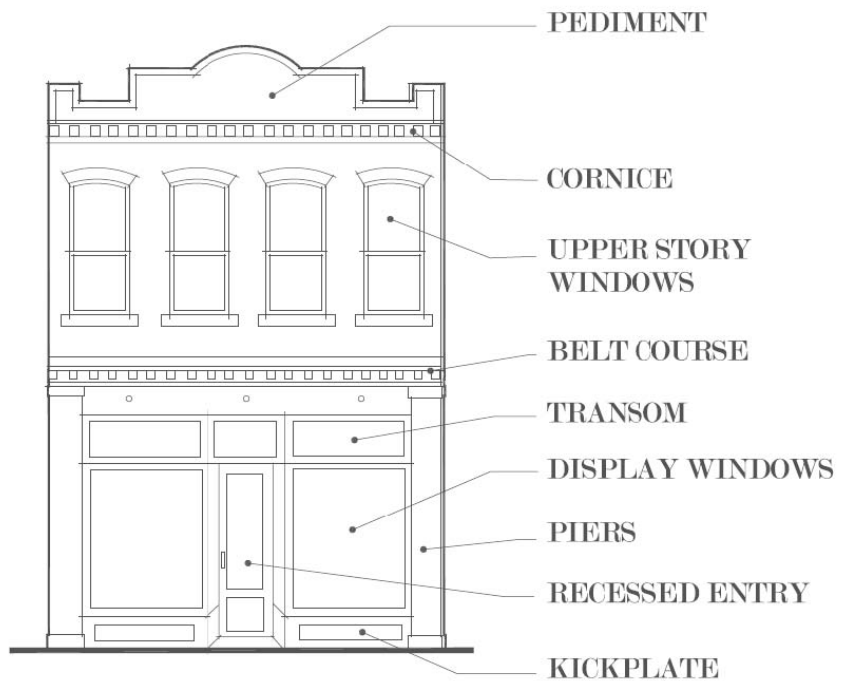 PEDIMENT
CORNICE
UPPER STORY
WINDOWS
BELT COURSE
TRANSOM
DISPLAY WINDOWS
PIERS
RECESSED ENTRY
KICKPLATE